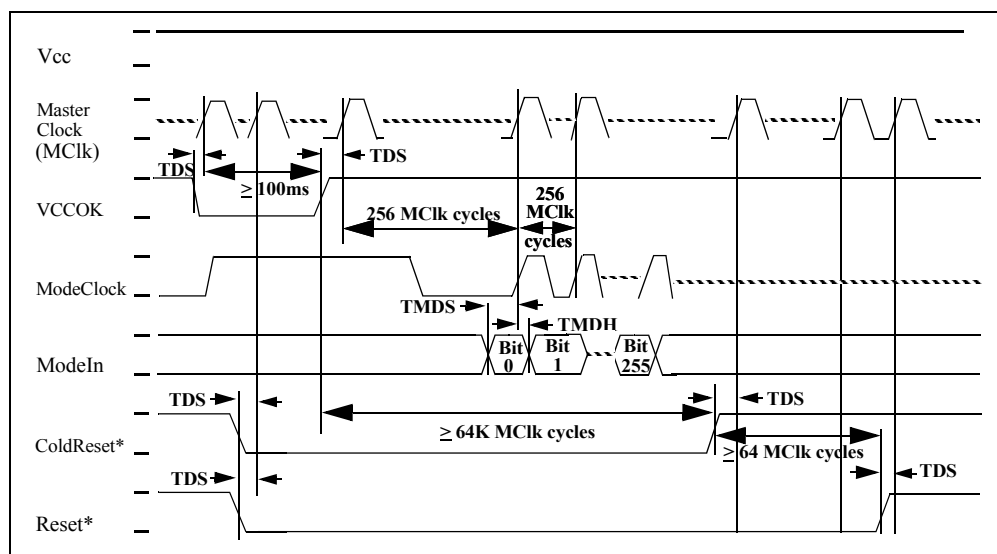 Vcc
Master
Clock
(MClk)
TDS
TDS
≥ 100ms
VCCOK
256 MClk cycles
256
MClk
cycles
ModeClock
TMDS
TMDH
ModeIn
Bit
0
Bit
1
Bit
255
TDS
TDS
≥ 64K MClk cycles
ColdReset*
≥ 64 MClk cycles
TDS
TDS
Reset*